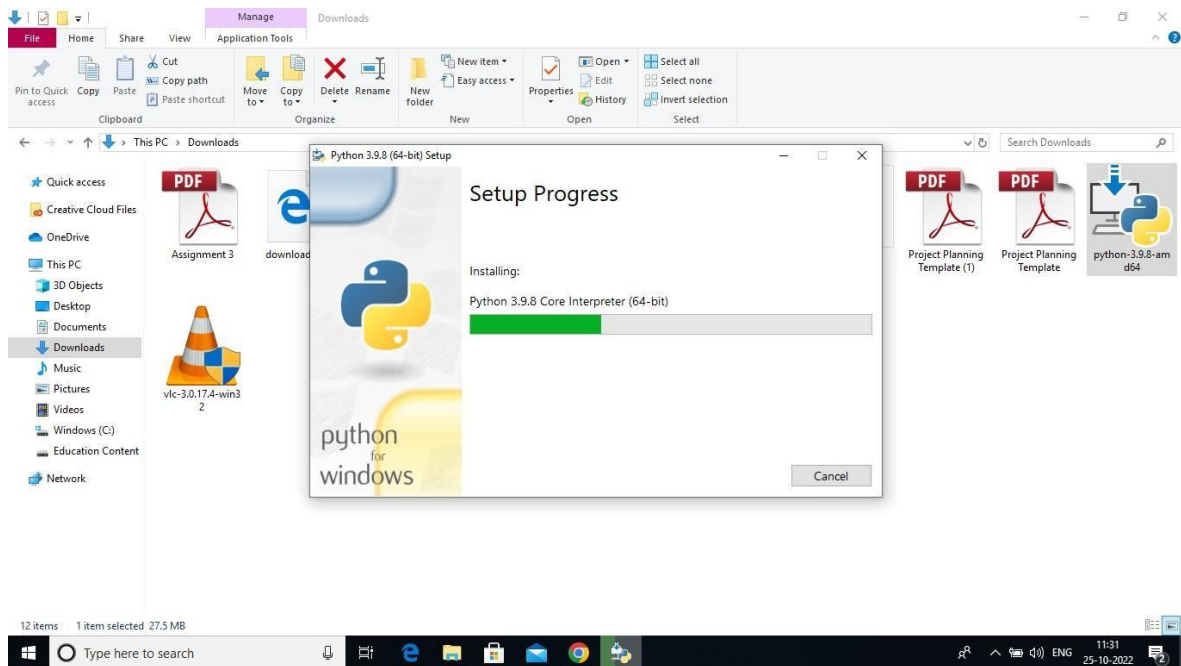 Manage
Downloads
File
Home
Share
View
Application Tools
Pin to Quick access
Copy
Paste
Cut
Copy path
Paste shortcut
Clipboard
Move to
Copy to
Delete
Rename
Organize
New folder
New item
Easy access
New
Properties
Open
Edit
History
Open
Select all
Select none
Invert selection
Select
This PC
Downloads
Search Downloads
Quick access
Creative Cloud Files
OneDrive
This PC
3D Objects
Desktop
Documents
Downloads
Music
Pictures
Videos
Windows (C:)
Education Content
Network
PDF
Assignment 3
download
vlc-3.0.17.4-win3
2
Python 3.9.8 (64-bit) Setup
Setup Progress
Installing:
Python 3.9.8 Core Interpreter (64-bit)
python
for
windows
Cancel
PDF
Project Planning
Template (1)
PDF
Project Planning
Template
python-3.9.8-am
d64
12 items
1 item selected 27.5 MB
Type here to search
ENG
11:31
25-10-2022
2